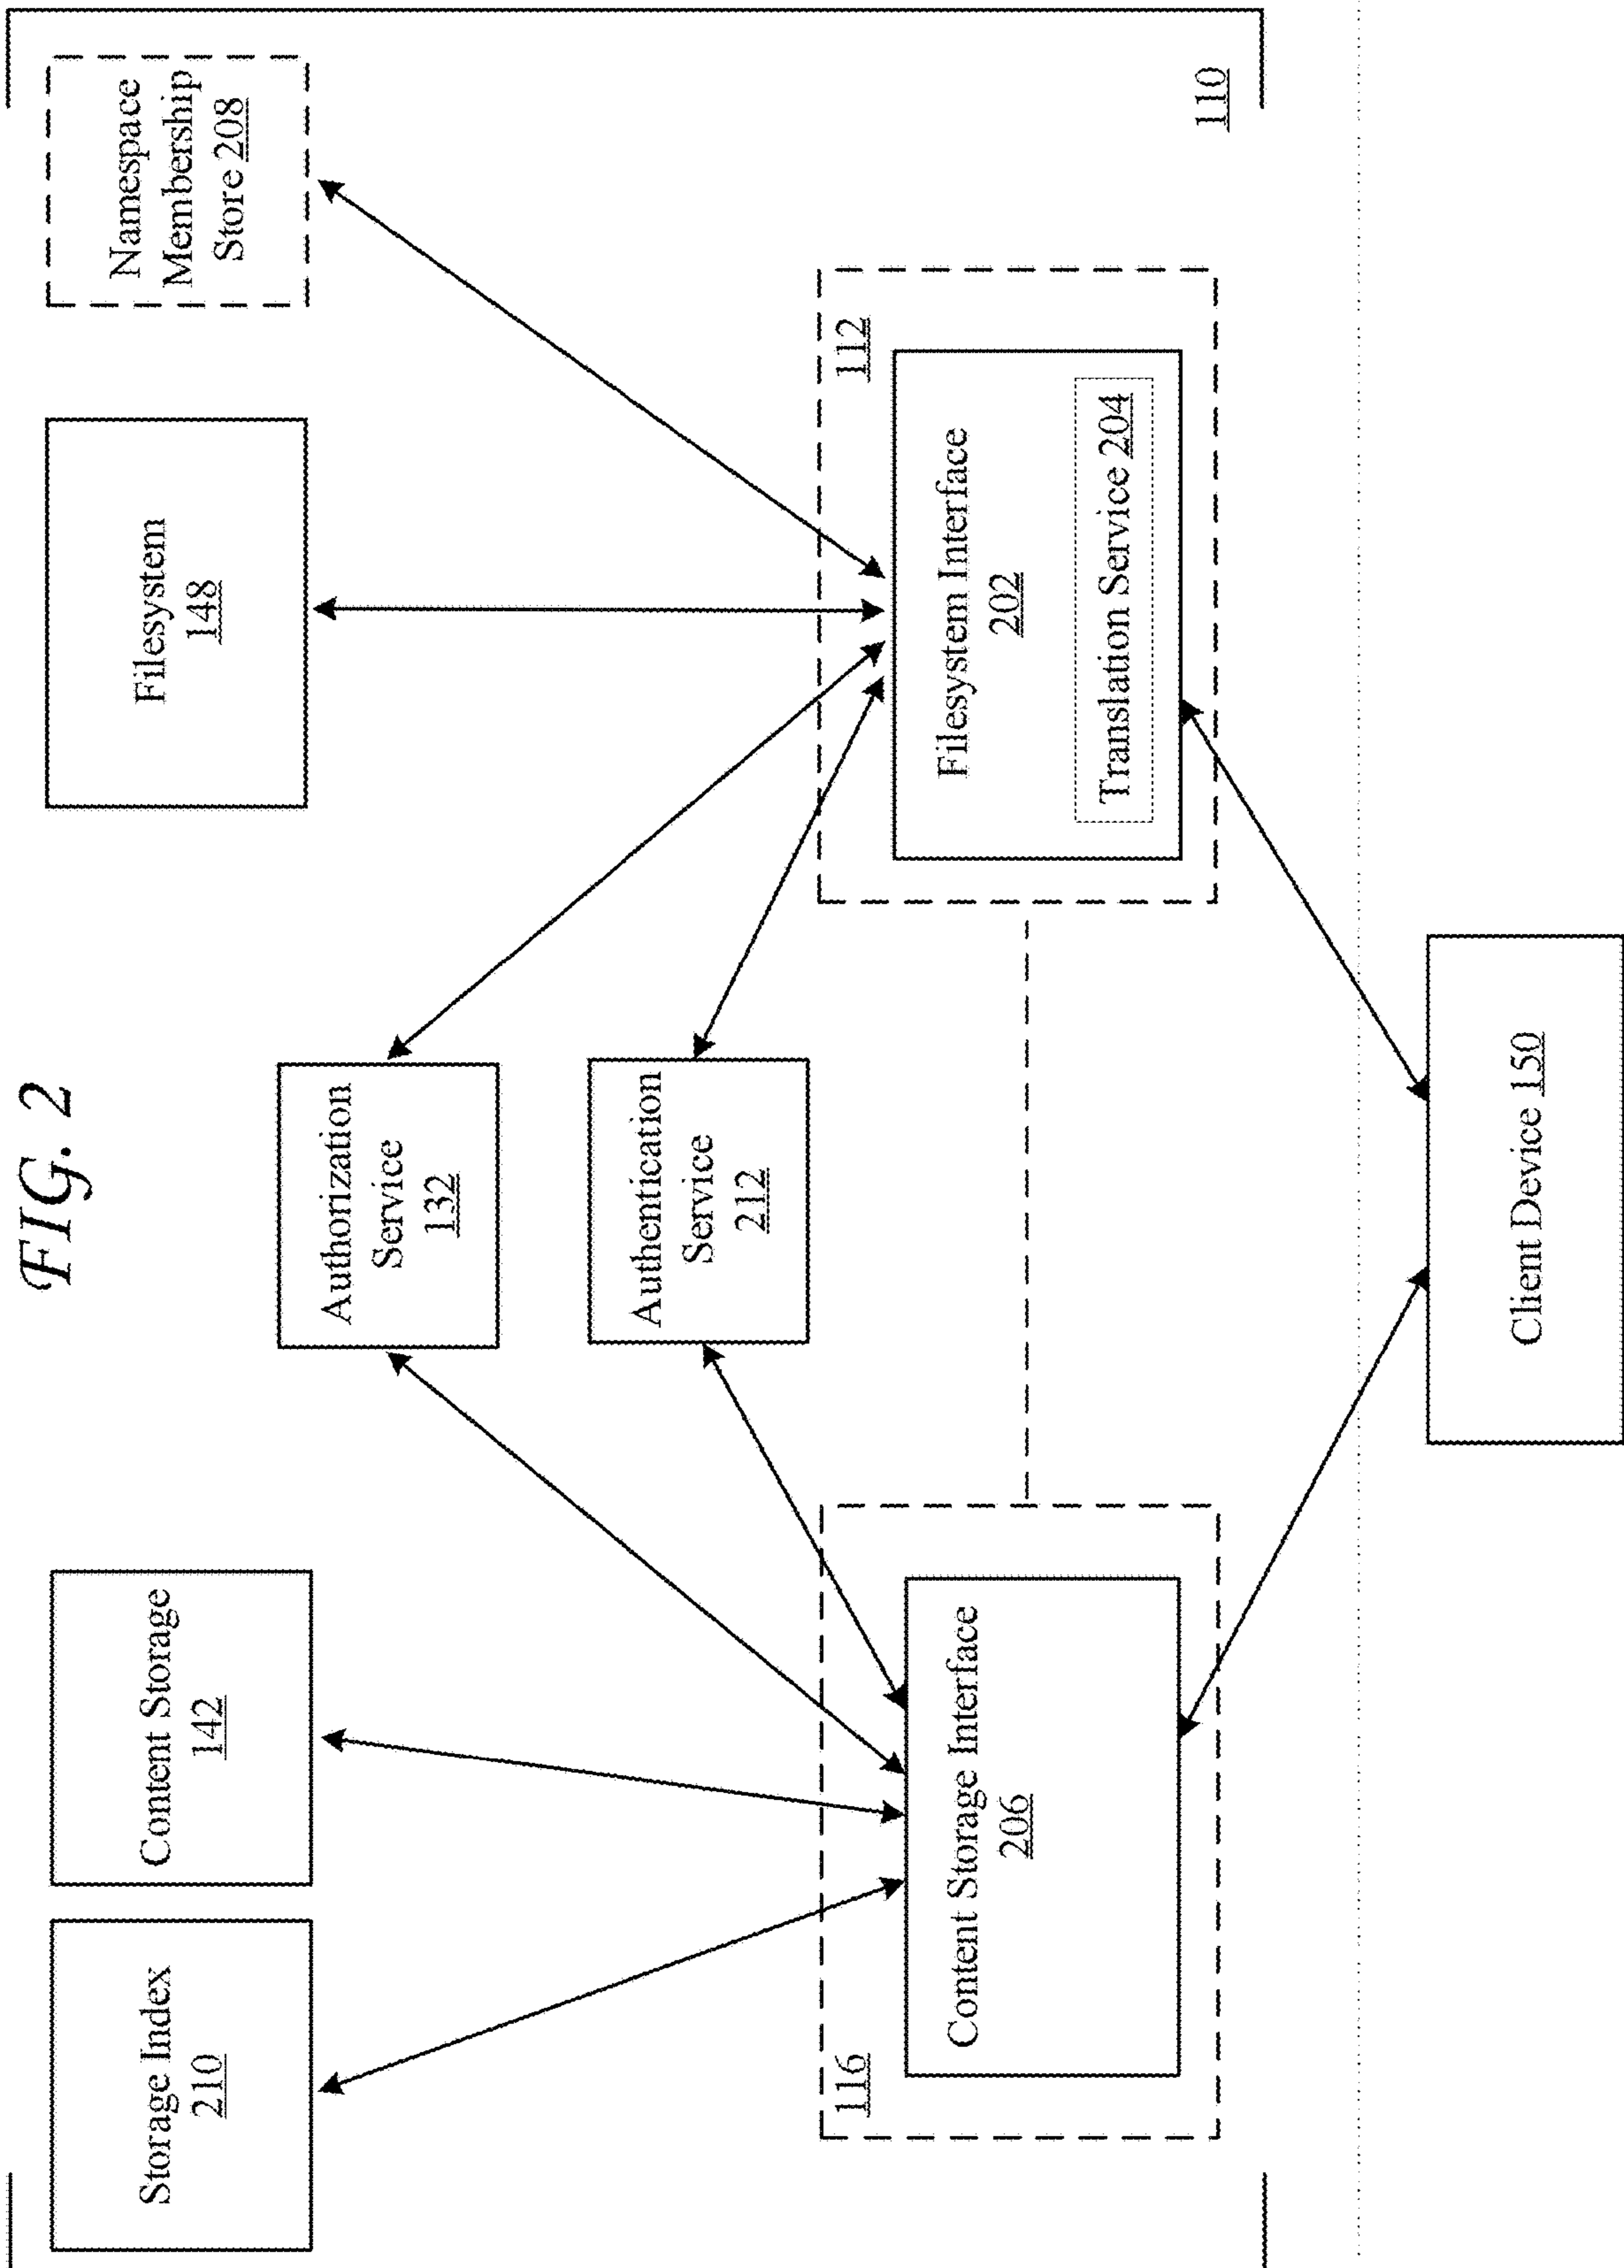 FIG. 2
Storage Index
210
Content Storage
142
Authorization
Service
132
Authentication
Service
212
Filesystem
148
Namespace
Membership
Store 208
116
Content Storage Interface
206
112
Filesystem Interface
202
Translation Service 204
110
Client Device 150